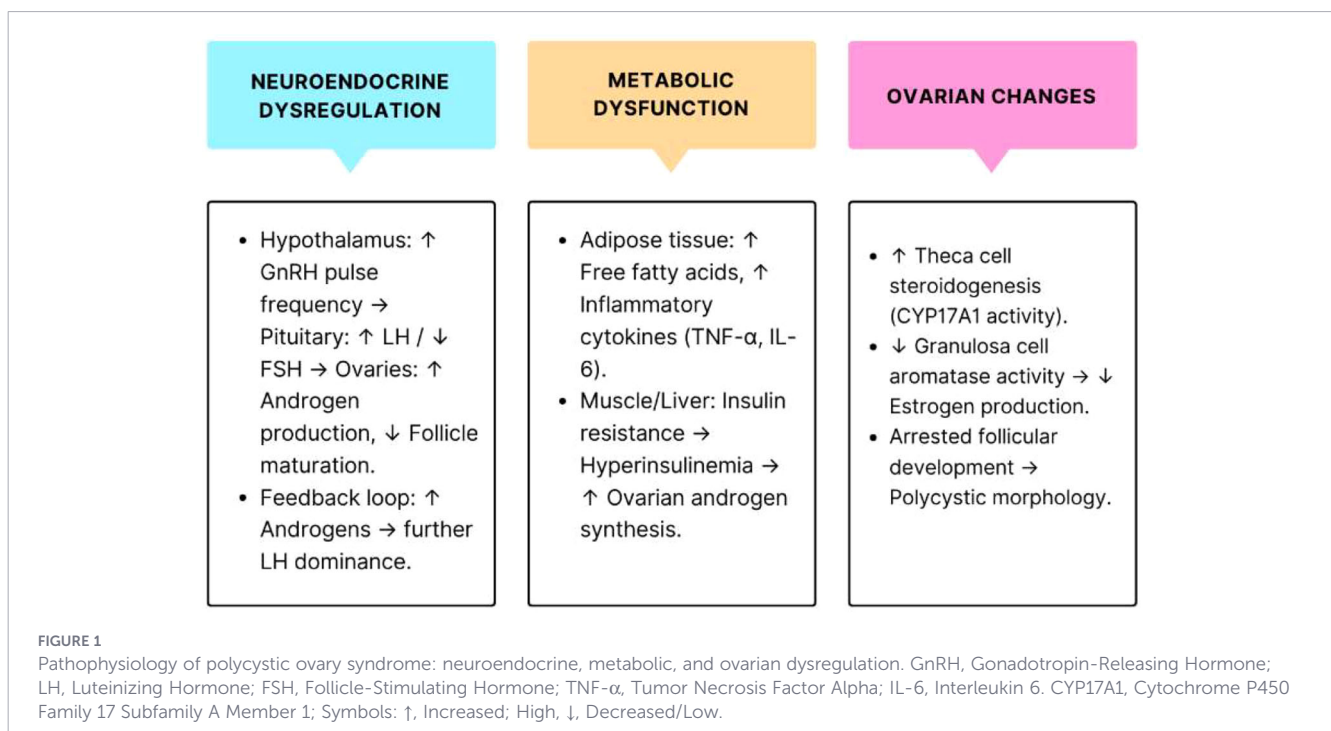 NEUROENDOCRINE
DYSREGULATION
• Hypothalamus: ↑
GnRH pulse
frequency →
Pituitary: ↑ LH / ↓
FSH → Ovaries: ↑
Androgen
production, ↓ Follicle
maturation.
• Feedback loop: ↑
Androgens → further
LH dominance.
METABOLIC
DYSFUNCTION
• Adipose tissue: ↑
Free fatty acids, ↑
Inflammatory
cytokines (TNF-α, IL-
6).
• Muscle/Liver: Insulin
resistance →
Hyperinsulinemia →
↑ Ovarian androgen
synthesis.
OVARIAN CHANGES
• ↑ Theca cell
steroidogenesis
(CYP17A1 activity).
• ↓ Granulosa cell
aromatase activity → ↓
Estrogen production.
• Arrested follicular
development →
Polycystic morphology.
FIGURE 1
Pathophysiology of polycystic ovary syndrome: neuroendocrine, metabolic, and ovarian dysregulation. GnRH, Gonadotropin-Releasing Hormone;
LH, Luteinizing Hormone; FSH, Follicle-Stimulating Hormone; TNF-α, Tumor Necrosis Factor Alpha; IL-6, Interleukin 6. CYP17A1, Cytochrome P450
Family 17 Subfamily A Member 1; Symbols: ↑, Increased; High, ↓, Decreased/Low.